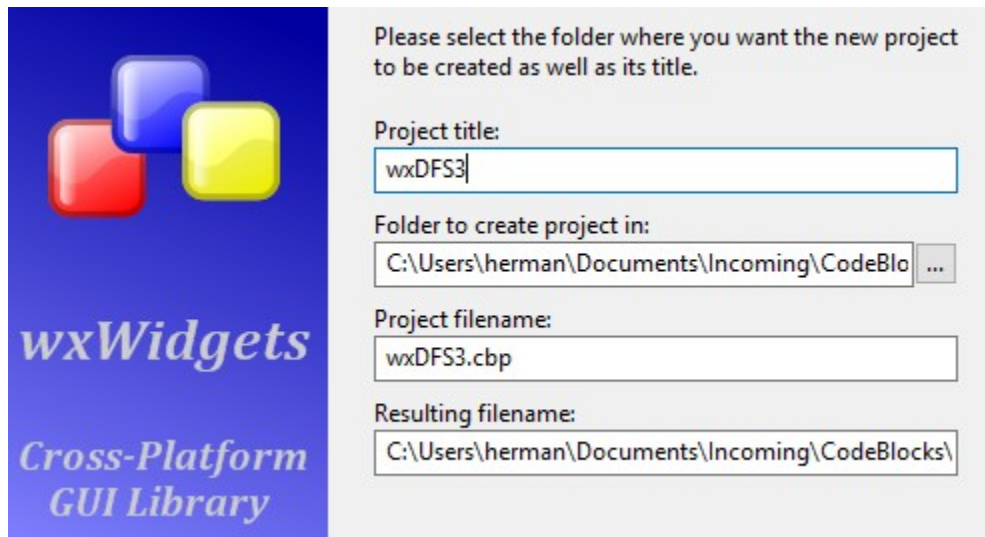 wxWidgets
Cross-Platform
GUI Library
Please select the folder where you want the new project
to be created as well as its title.
Project title:
wxDFS3
Folder to create project in:
C:\Users\herman\Documents\Incoming\CodeBlo ...
Project filename:
wxDFS3.cbp
Resulting filename:
C:\Users\herman\Documents\Incoming\CodeBlocks\